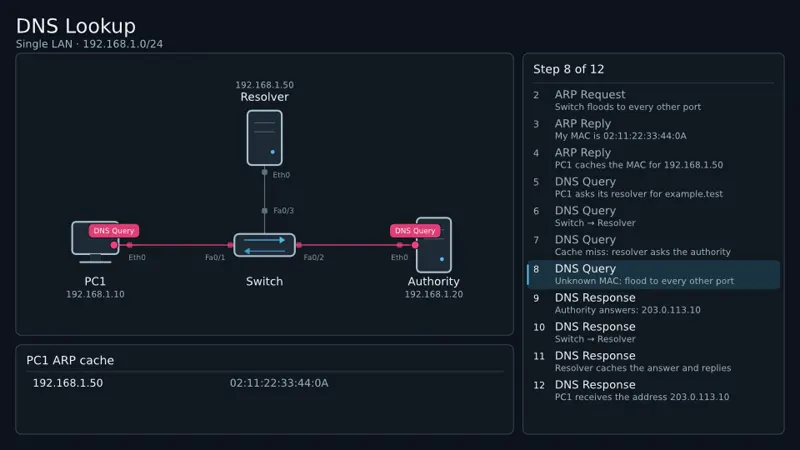 DNS Lookup
Single LAN · 192.168.1.0/24
192.168.1.50
Resolver
Eth0
Fa0/3
DNS Query
DNS Query
Eth0
Fa0/1
Fa0/2
Eth0
PC1
192.168.1.10
Switch
Authority
192.168.1.20
PC1 ARP cache
192.168.1.50 02:11:22:33:44:0A
Step 8 of 12
2 ARP Request
Switch floods to every other port
3 ARP Reply
My MAC is 02:11:22:33:44:0A
4 ARP Reply
PC1 caches the MAC for 192.168.1.50
5 DNS Query
PC1 asks its resolver for example.test
6 DNS Query
Switch → Resolver
7 DNS Query
Cache miss: resolver asks the authority
8 DNS Query
Unknown MAC: flood to every other port
9 DNS Response
Authority answers: 203.0.113.10
10 DNS Response
Switch → Resolver
11 DNS Response
Resolver caches the answer and replies
12 DNS Response
PC1 receives the address 203.0.113.10